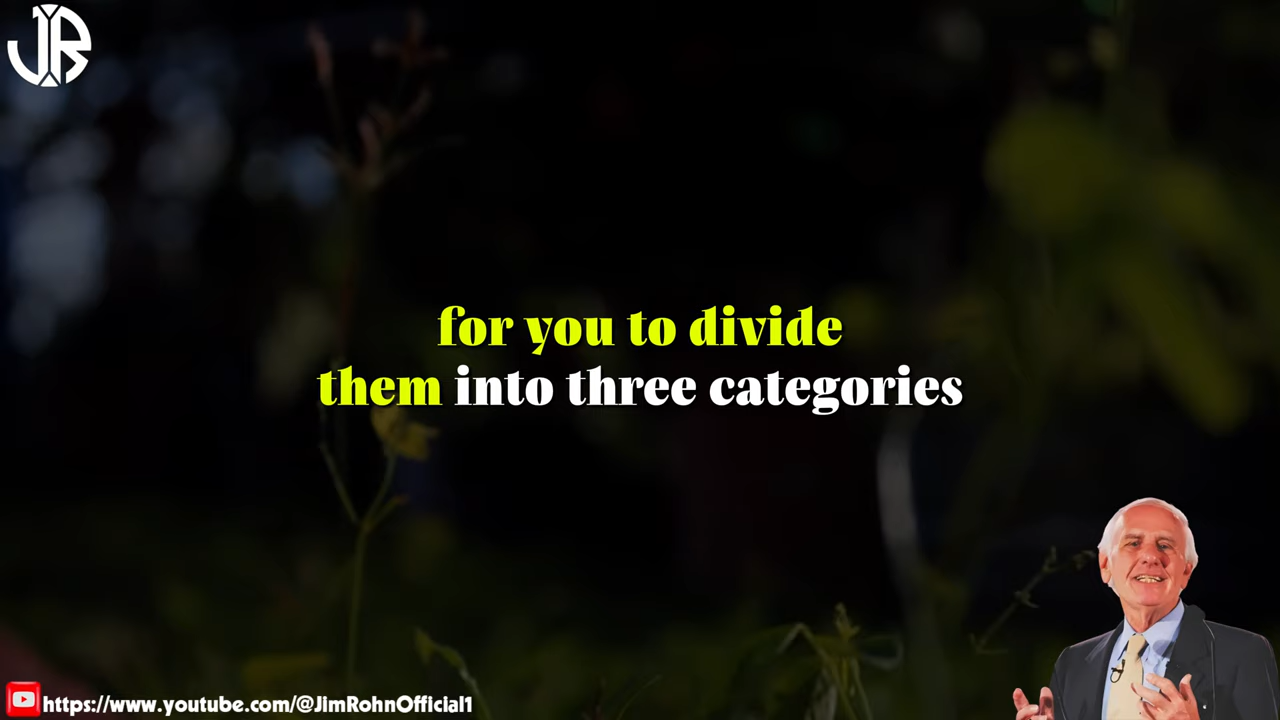 JR
for you to divide
them into three categories
https://www.youtube.com/@JimRohnOfficial1